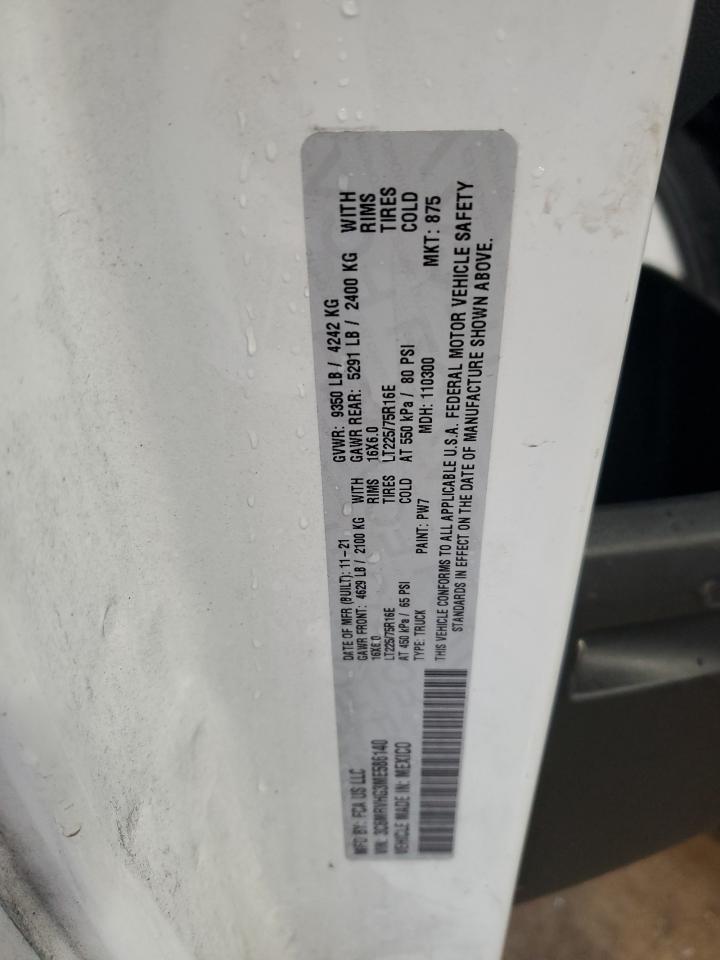 MFD BY: FCA US LLC
DATE OF MFR (BUILT): 11-21
GVWR: 9350 LB / 4242 KG
GAWR FRONT: 4629 LB / 2100 KG WITH
GAWR REAR: 5291 LB / 2400 KG WITH
16X6.0 RIMS
16X6.0 RIMS
LT225/75R16E TIRES
LT225/75R16E TIRES
AT 450 kPa / 65 PSI COLD
AT 550 kPa / 80 PSI COLD
VIN: 3C6MRVHG3ME586140
TYPE: TRUCK
PAINT: PW7
MDH: 110300
MKT: 875
VEHICLE MADE IN: MEXICO
THIS VEHICLE CONFORMS TO ALL APPLICABLE U.S.A. FEDERAL MOTOR VEHICLE SAFETY
STANDARDS IN EFFECT ON THE DATE OF MANUFACTURE SHOWN ABOVE.